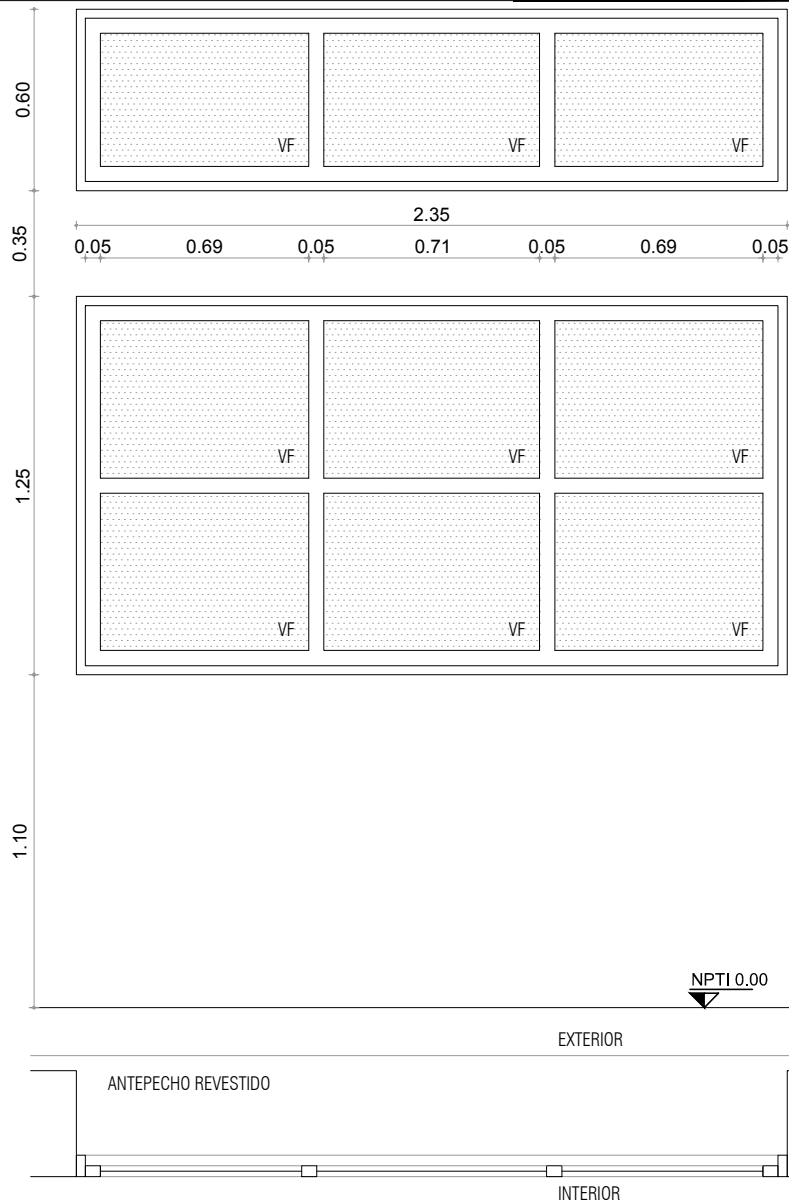 0.60
VF VF VF
2.35
0.35
0.05 0.69 0.05 0.71 0.05 0.69 0.05
VF VF VF
1.25
VF VF VF
1.10
NPTI 0.00
EXTERIOR
ANTEPECHO REVESTIDO
INTERIOR